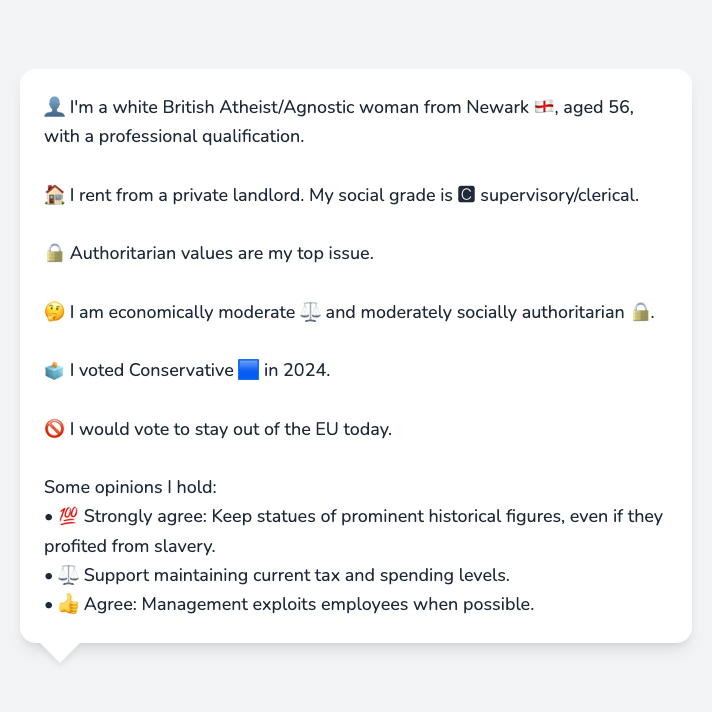 👤 I'm a white British Atheist/Agnostic woman from Newark 🏴󠁧󠁢󠁥󠁮󠁧󠁿, aged 56,
with a professional qualification.
🏠 I rent from a private landlord. My social grade is 🅲 supervisory/clerical.
🔒 Authoritarian values are my top issue.
🤔 I am economically moderate ⚖️ and moderately socially authoritarian 🔒.
🗳️ I voted Conservative 🟦 in 2024.
🚫 I would vote to stay out of the EU today.
Some opinions I hold:
• 💯 Strongly agree: Keep statues of prominent historical figures, even if they
profited from slavery.
• ⚖️ Support maintaining current tax and spending levels.
• 👍 Agree: Management exploits employees when possible.